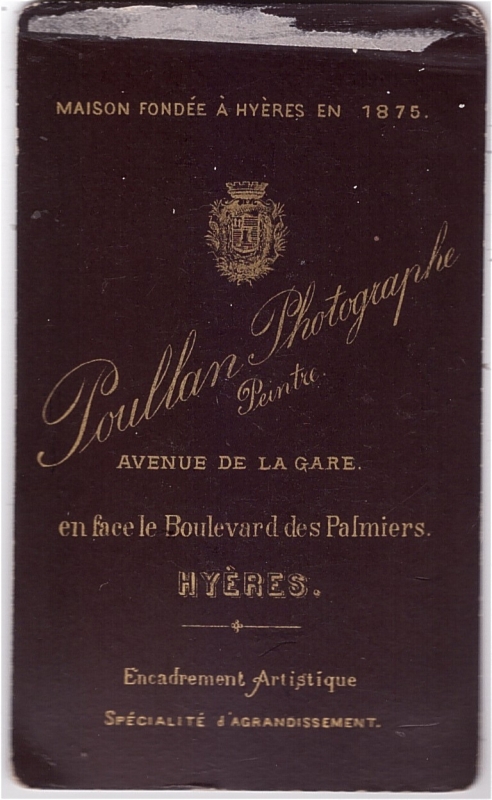 MAISON FONDÉE À HYÈRES EN 1875.
Poullan Photographe
Peintre.
AVENUE DE LA GARE.
en face le Boulevard des Palmiers.
HYÈRES.
Encadrement Artistique
SPÉCIALITÉ d'AGRANDISSEMENT.